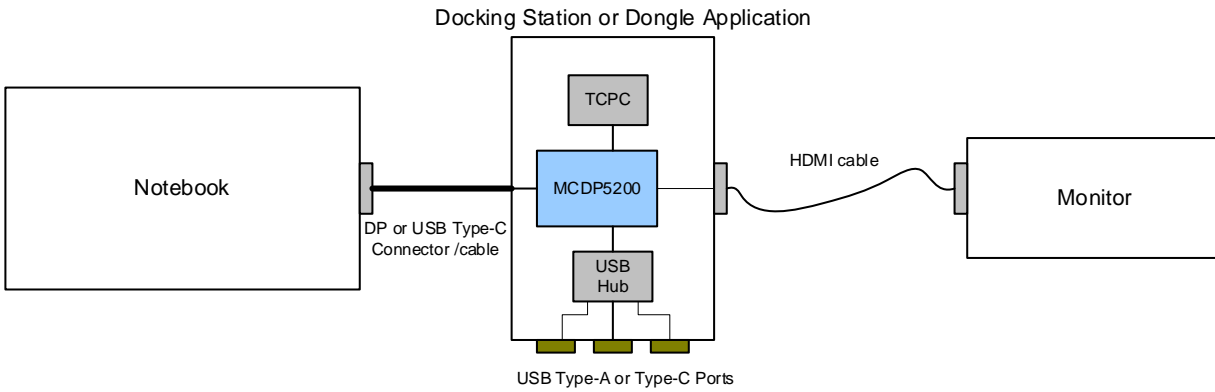 Docking Station or Dongle Application
TCPC
HDMI cable
Notebook
MCDP5200
Monitor
DP or USB Type-C
Connector /cable
USB
Hub
USB Type-A or Type-C Ports